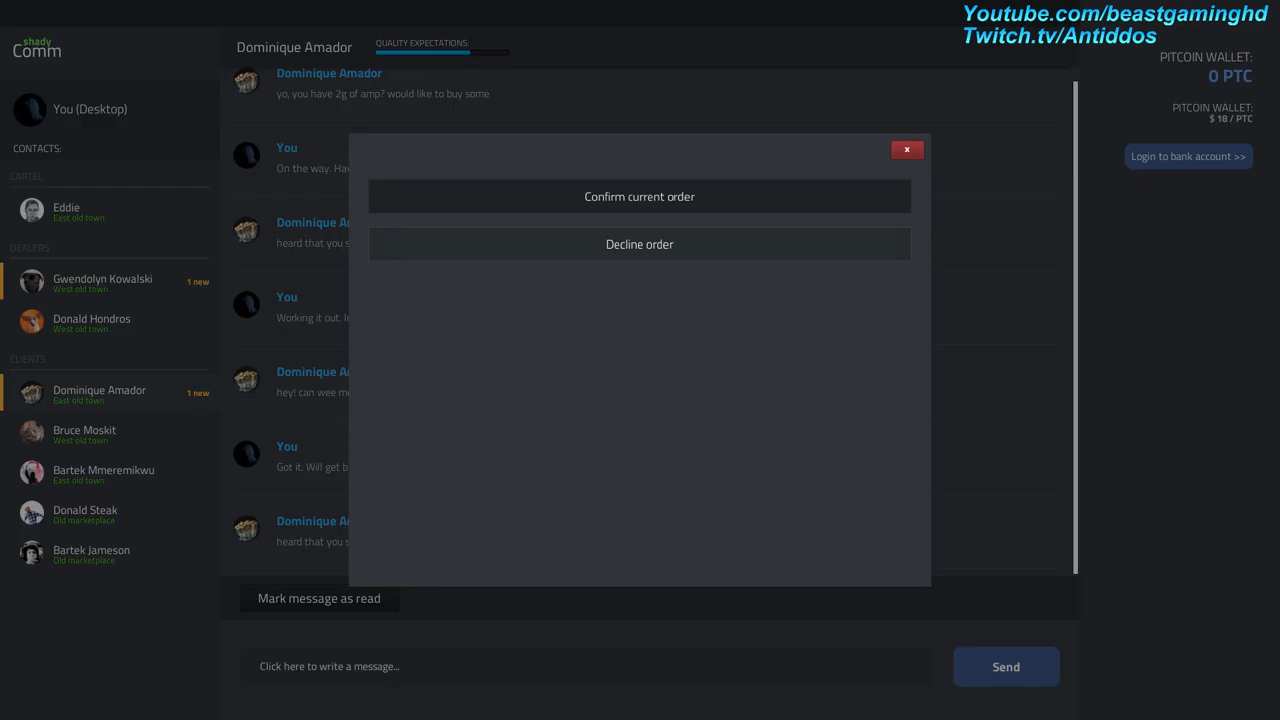 Youtube.com/beastgaminghd
Twitch.tv/Antiddos
shady
Comm
You (Desktop)
CONTACTS:
CARTEL
Eddie
East old town
DEALERS
Gwendolyn Kowalski
West old town
1 new
Donald Hondros
West old town
CLIENTS
Dominique Amador
East old town
1 new
Bruce Moskit
West old town
Bartek Mmeremikwu
East old town
Donald Steak
Old marketplace
Bartek Jameson
Old marketplace
Dominique Amador
QUALITY EXPECTATIONS:
Dominique Amador
yo, you have 2g of amp? would like to buy some
You
On the way. Hav
Dominique A
heard that you s
You
Working it out. I
Dominique A
hey! can wee m
You
Got it. Will get b
Dominique A
heard that you s
x
Confirm current order
Decline order
Mark message as read
Click here to write a message...
Send
PITCOIN WALLET:
0 PTC
PITCOIN WALLET:
$ 18 / PTC
Login to bank account >>